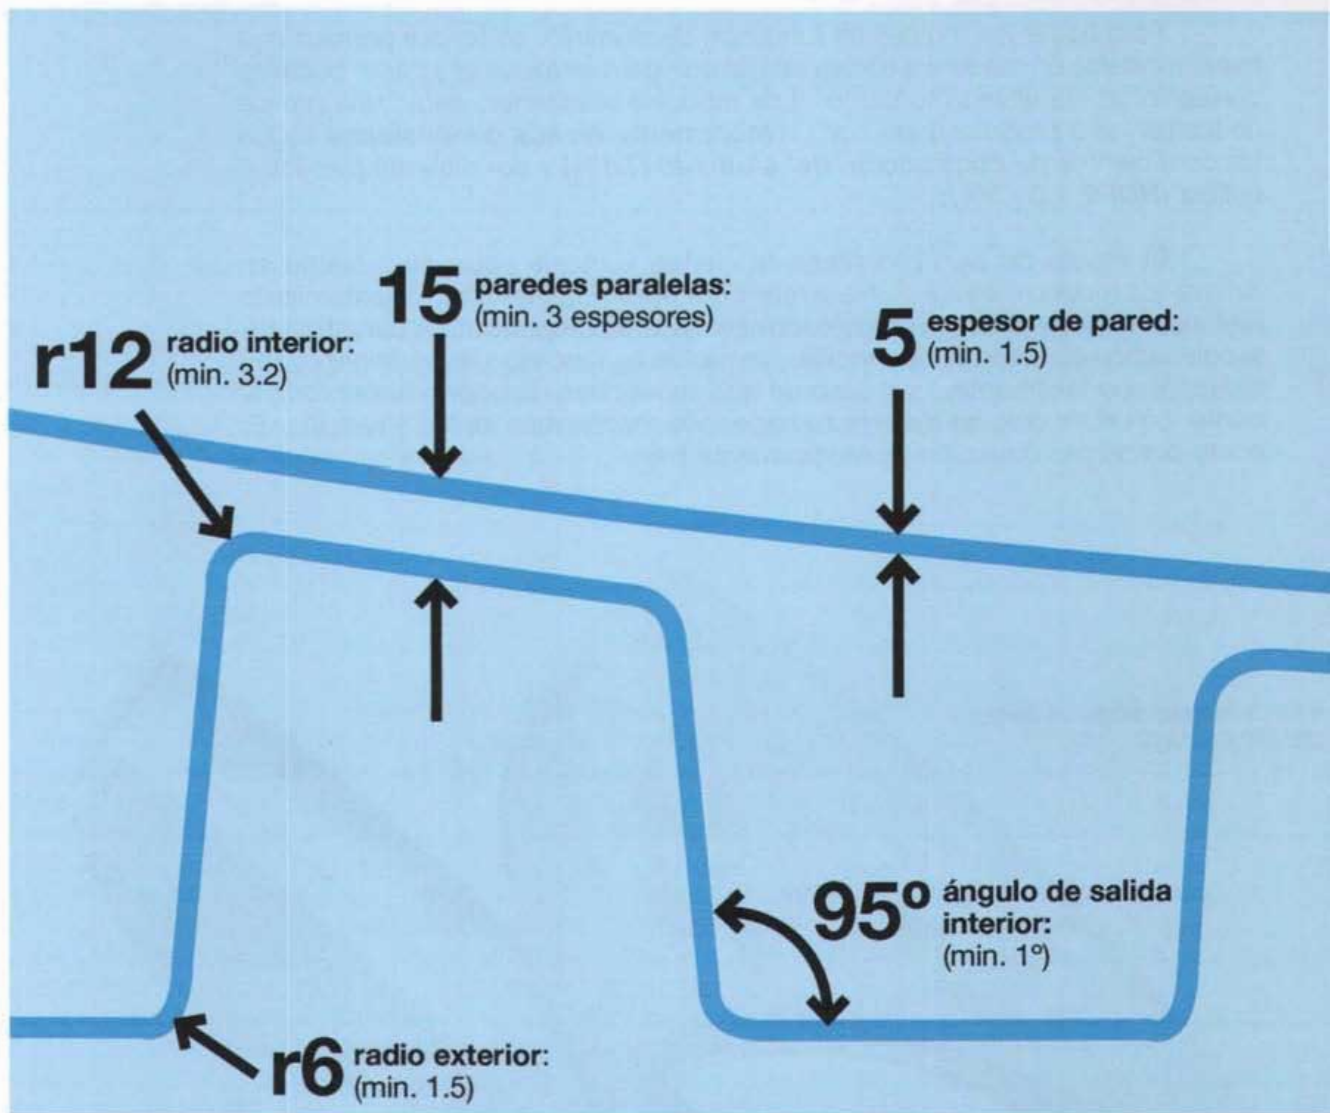 15 paredes paralelas:
(min. 3 espesores)
5 espesor de pared:
(min. 1.5)
r12 radio interior:
(min. 3.2)
95º ángulo de salida
interior:
(min. 1º)
r6 radio exterior:
(min. 1.5)